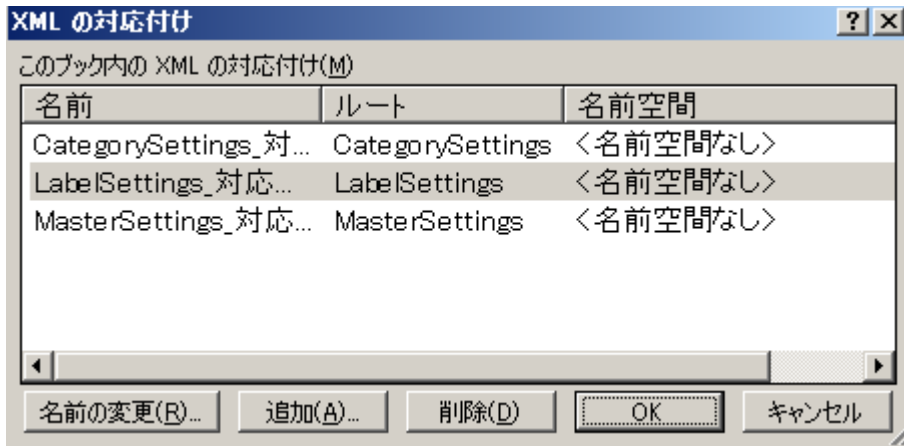 XML の対応付け
このブック内の XML の対応付け(M)
名前 ルート 名前空間
CategorySettings_対... CategorySettings <名前空間なし>
LabelSettings_対応... LabelSettings <名前空間なし>
MasterSettings_対応... MasterSettings <名前空間なし>
名前の変更(R)... 追加(A)... 削除(D) OK キャンセル